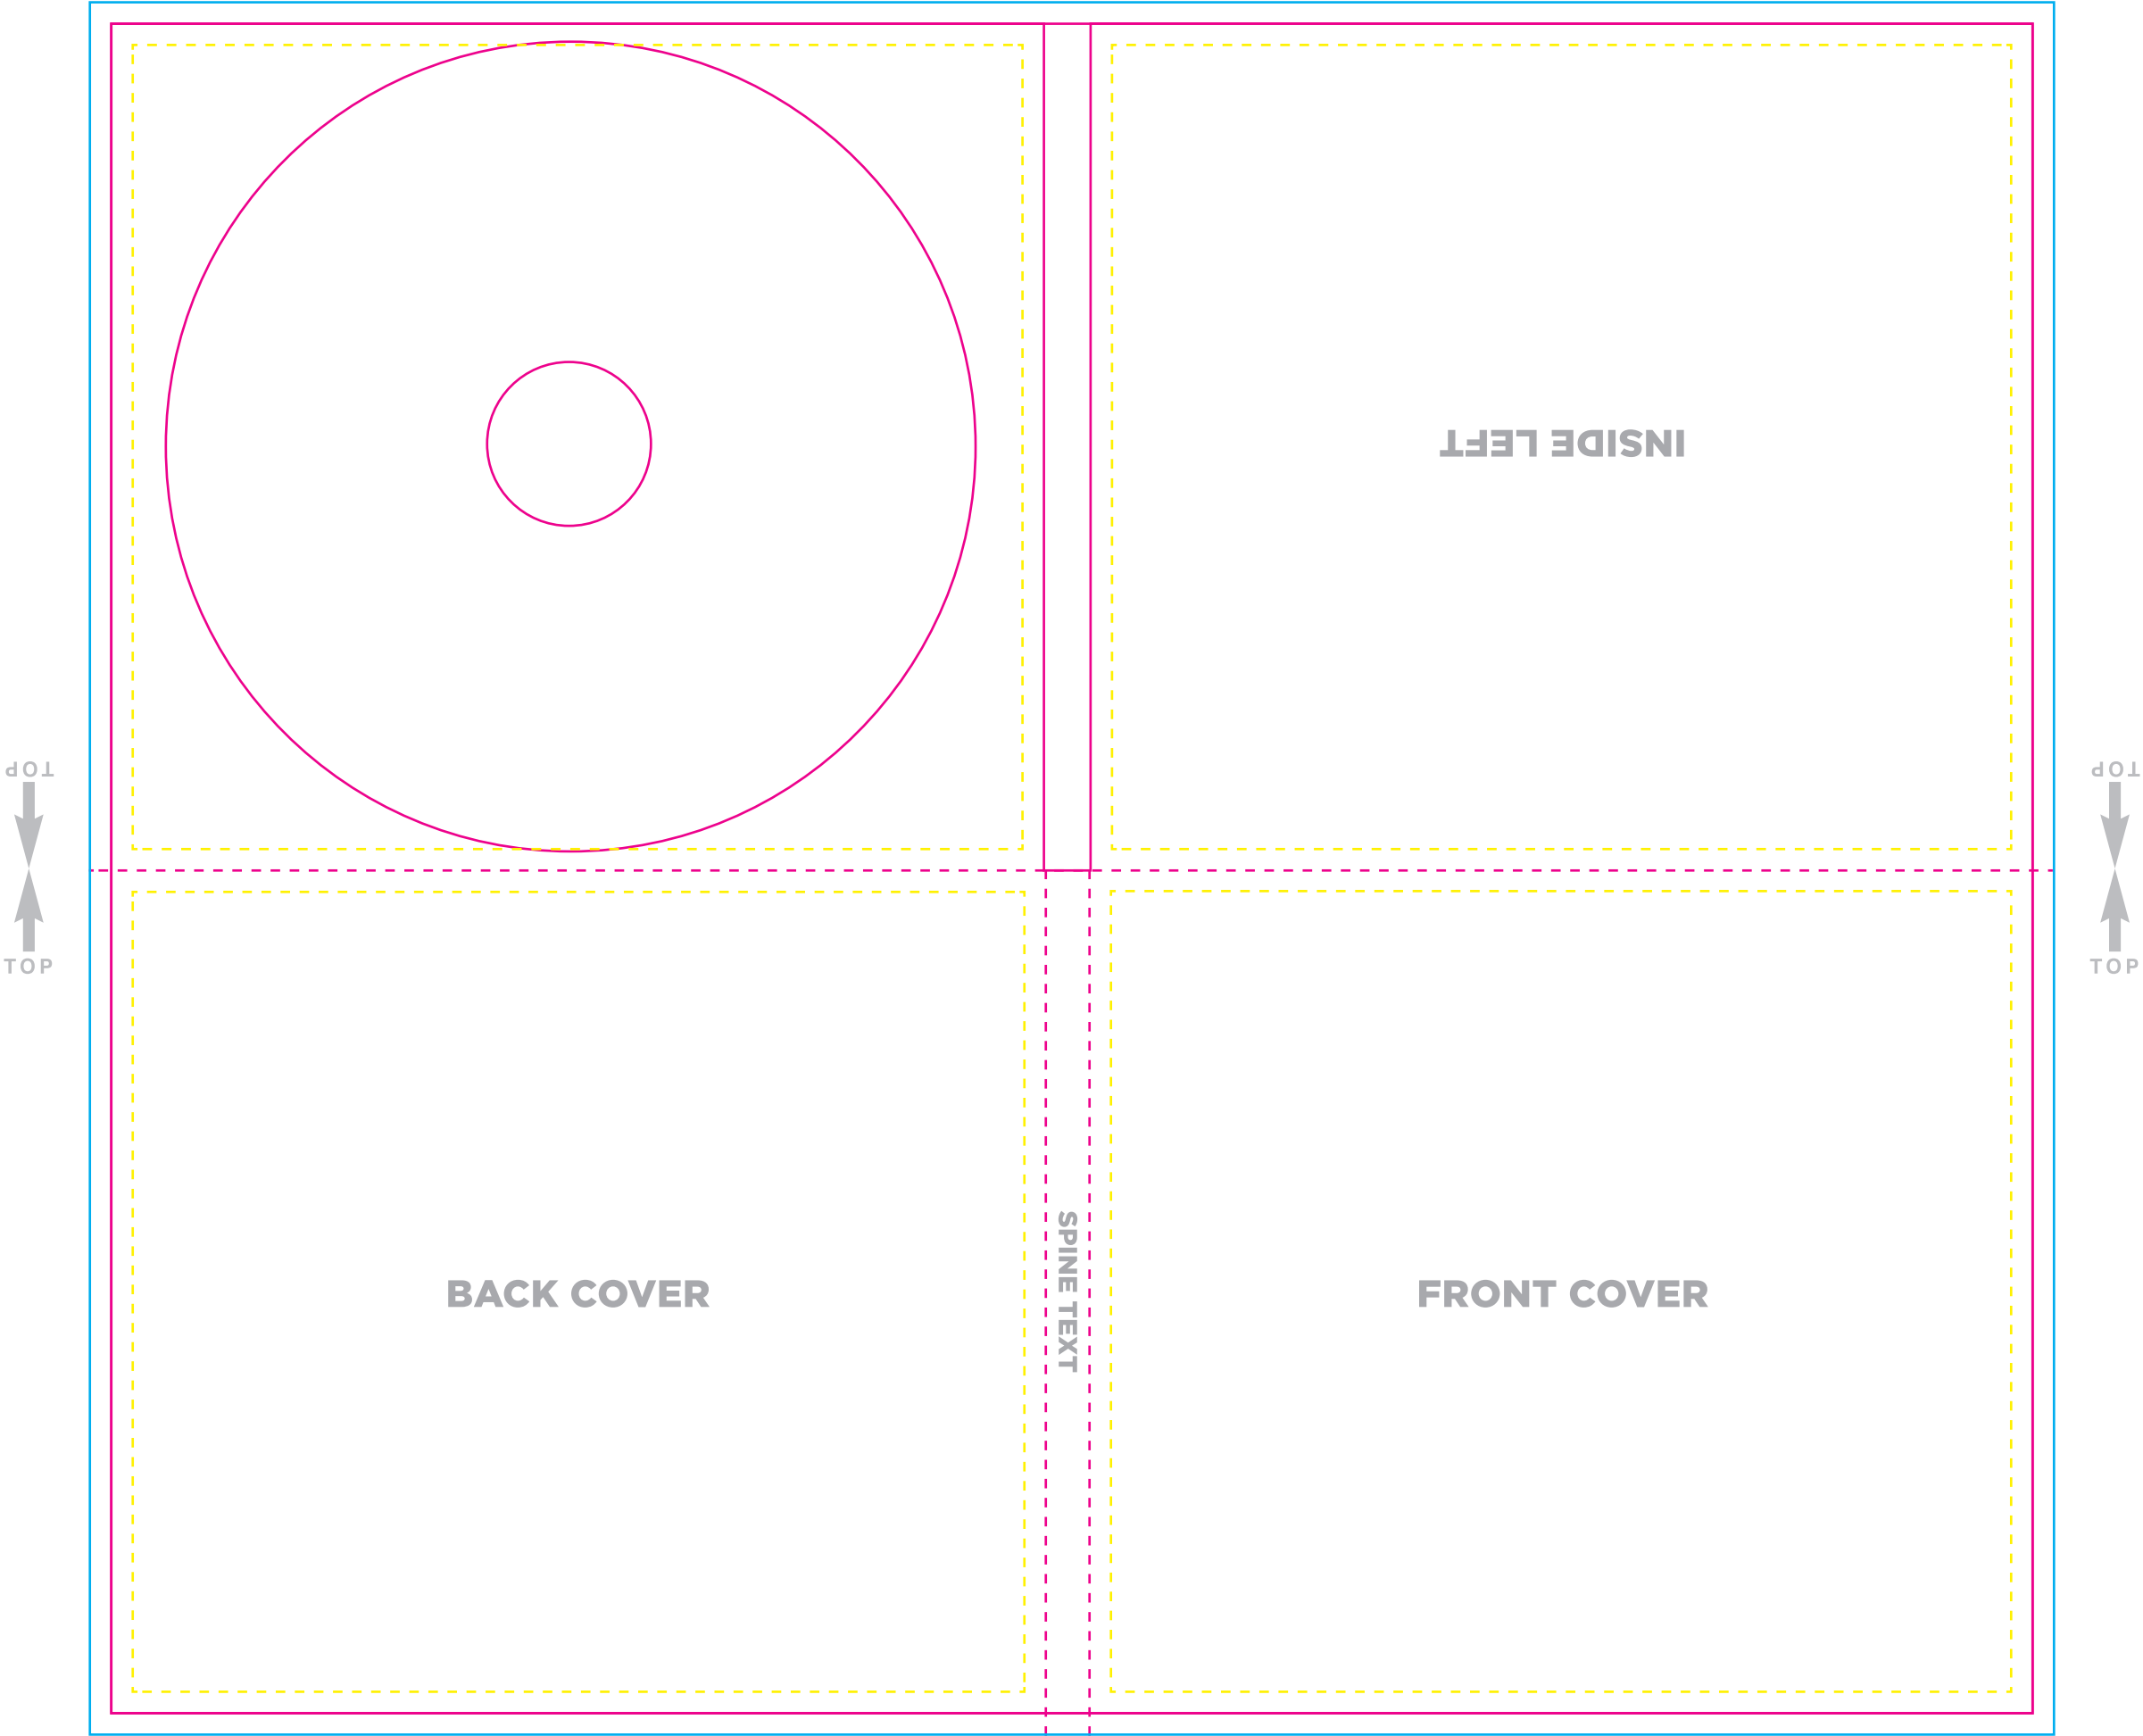 INSIDE LEFT
TOP
TOP
TOP
TOP
SPINE TEXT
BACK COVER
FRONT COVER